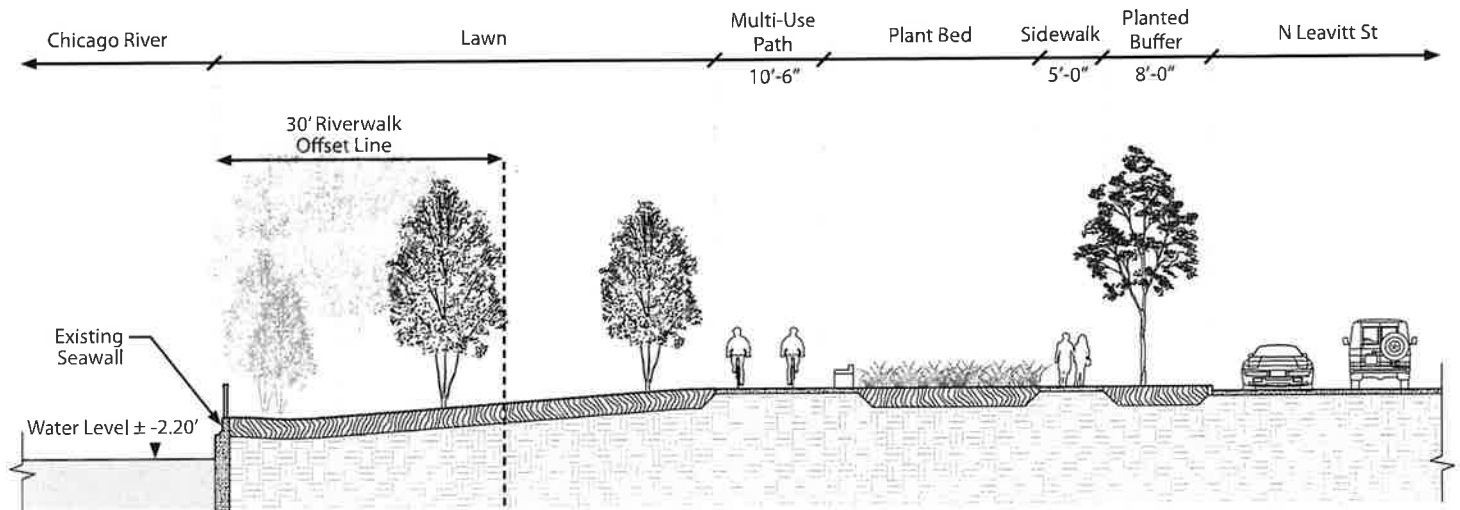 Chicago River
Lawn
Multi-Use
Path
10'-6"
Plant Bed
Sidewalk
5'-0"
Planted
Buffer
8'-0"
N Leavitt St
30' Riverwalk
Offset Line
Existing
Seawall
Water Level ± -2.20'